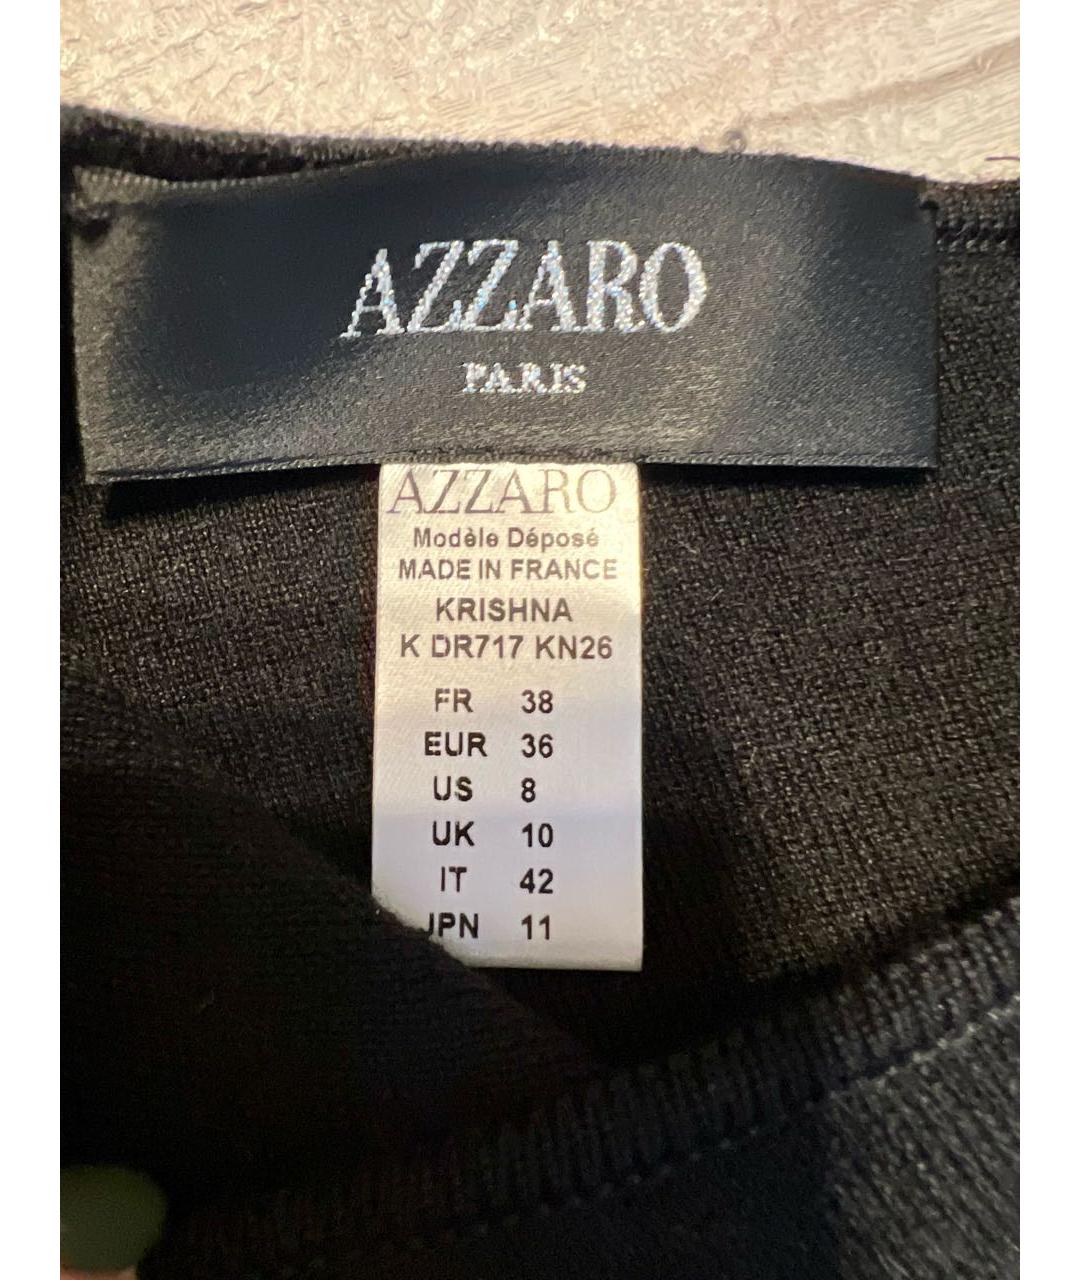 AZZARO
PARIS
AZZARO
Modèle Déposé
MADE IN FRANCE
KRISHNA
K DR717 KN26
FR 38
EUR 36
US 8
UK 10
IT 42
JPN 11